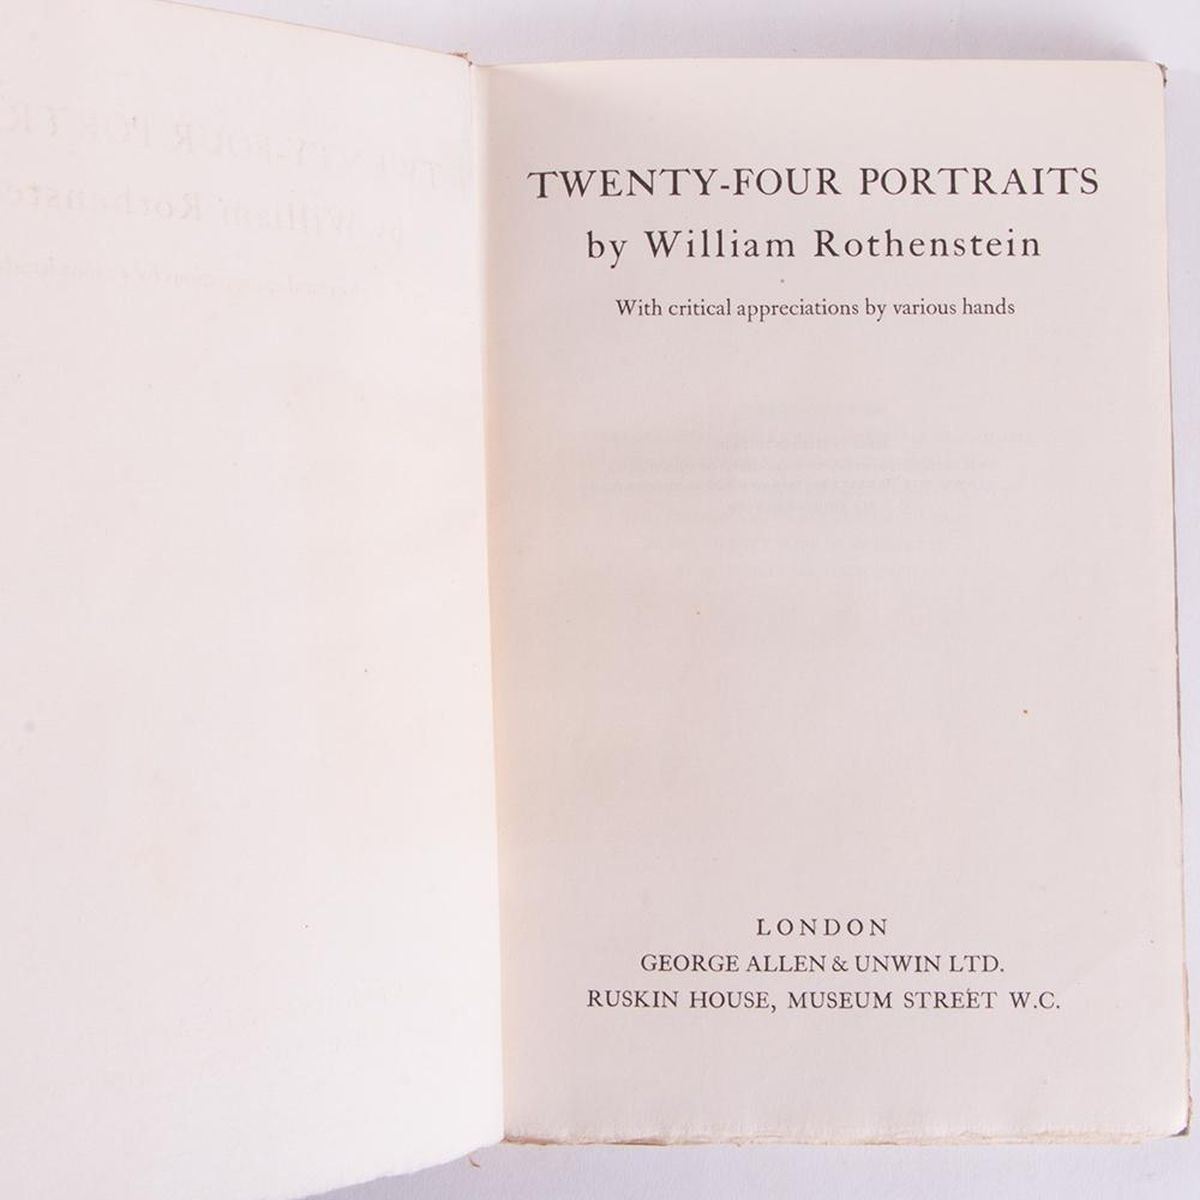 TWENTY-FOUR PORTRAITS
by William Rothenstein
With critical appreciations by various hands
LONDON
GEORGE ALLEN & UNWIN LTD.
RUSKIN HOUSE, MUSEUM STREET W.C.